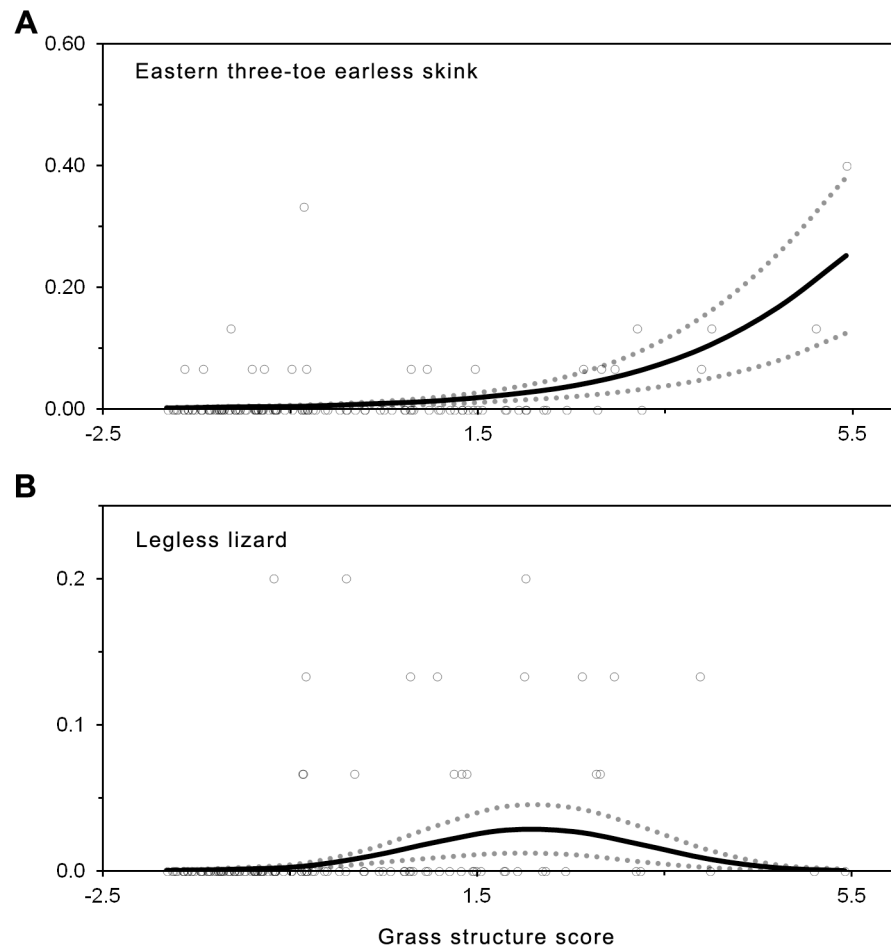 A
0.60
Eastern three-toe earless skink
0.40
0.20
0.00
-2.5
1.5
5.5
B
Legless lizard
0.2
0.1
0.0
-2.5
1.5
5.5
Grass structure score